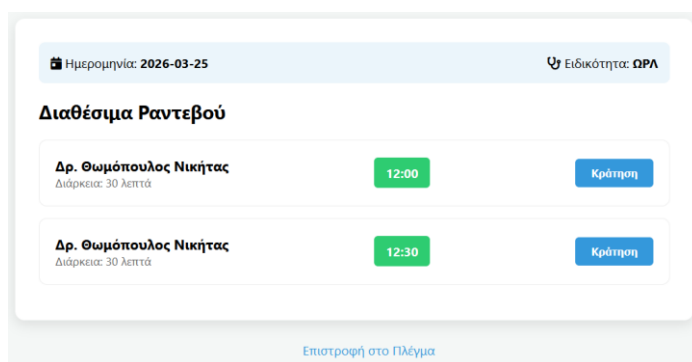 Ημερομηνία: 2026-03-25 Ειδικότητα: ΩΡΛ
Διαθέσιμα Ραντεβού
Δρ. Θωμόπουλος Νικήτας
Διάρκεια: 30 λεπτά
12:00
Κράτηση
Δρ. Θωμόπουλος Νικήτας
Διάρκεια: 30 λεπτά
12:30
Κράτηση
Επιστροφή στο Πλέγμα